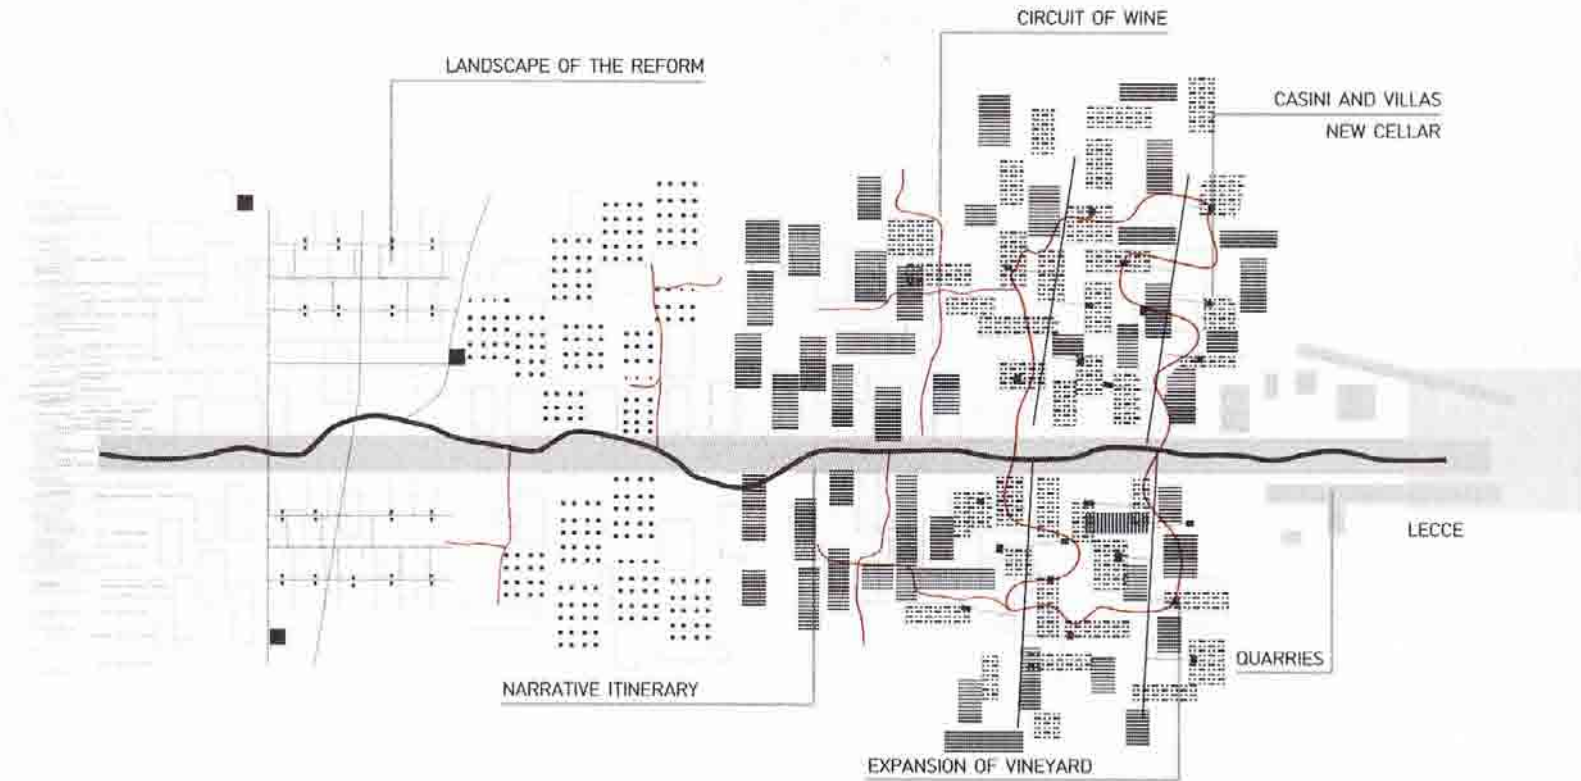 CIRCUIT OF WINE
LANDSCAPE OF THE REFORM
CASINI AND VILLAS
NEW CELLAR
LECCE
QUARRIES
NARRATIVE ITINERARY
EXPANSION OF VINEYARD